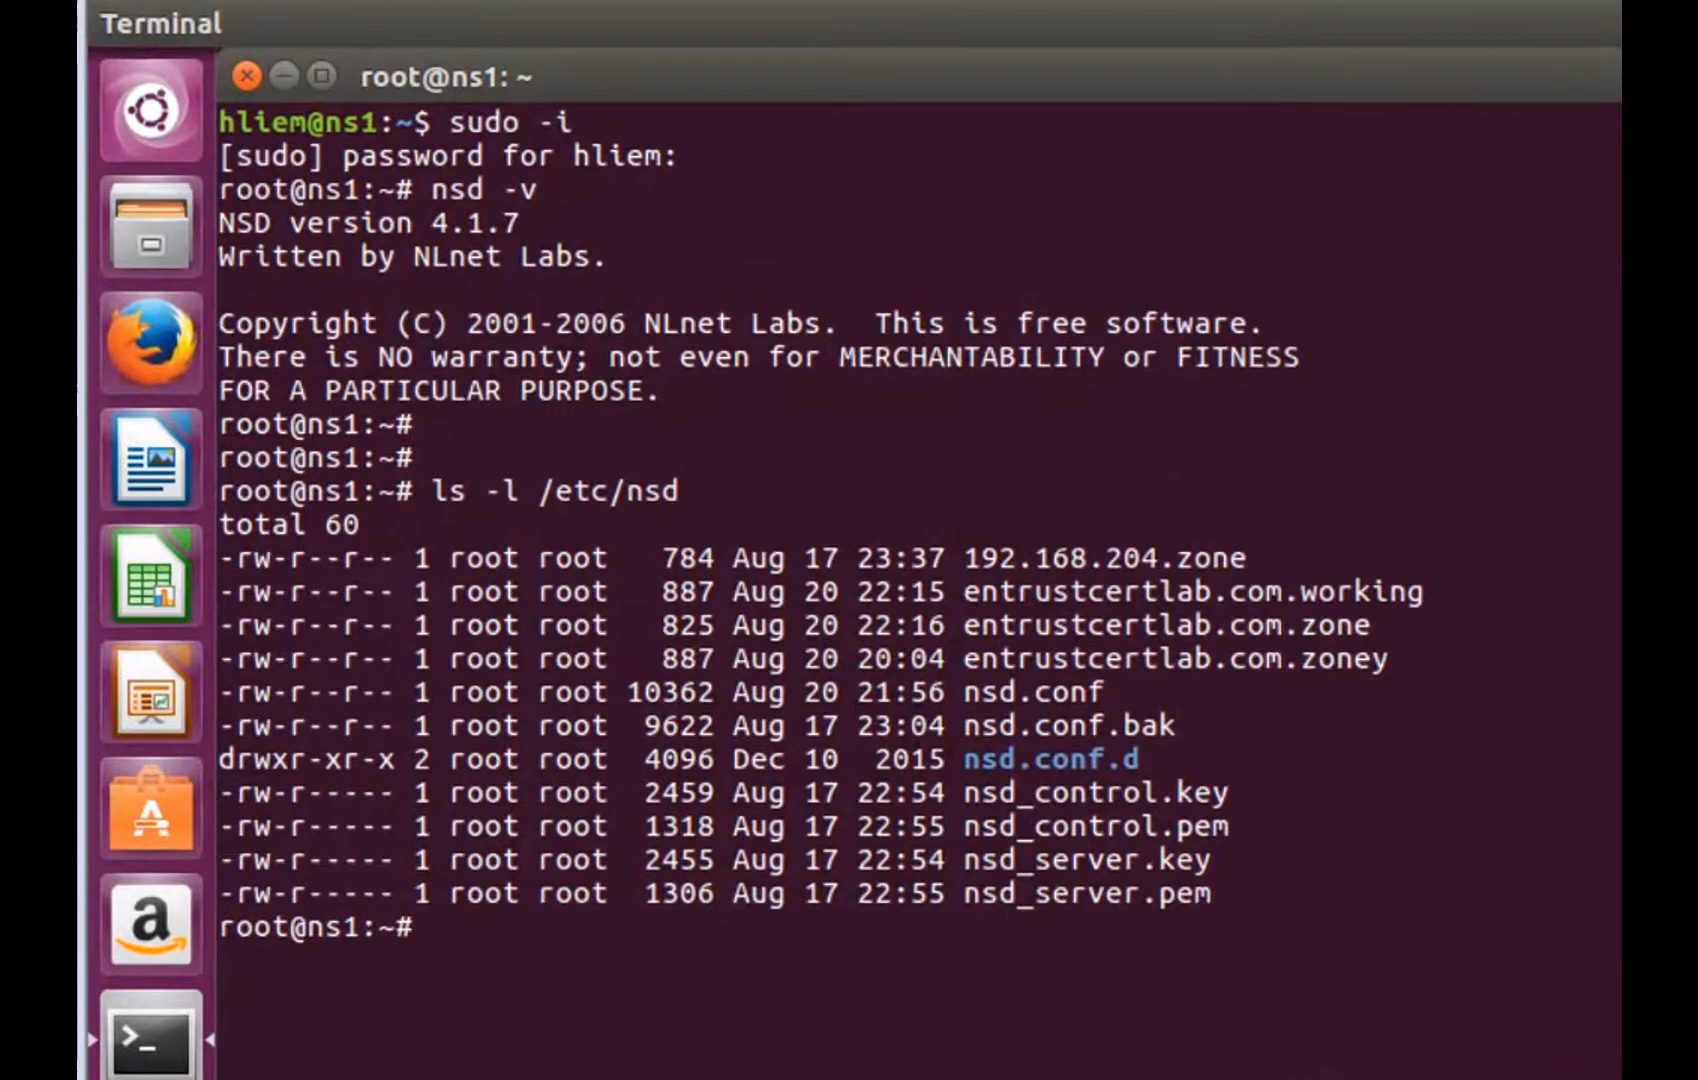 Terminal
root@ns1: ~
hliem@ns1:~$ sudo -i
[sudo] password for hliem:
root@ns1:~# nsd -v
NSD version 4.1.7
Written by NLnet Labs.
Copyright (C) 2001-2006 NLnet Labs.  This is free software.
There is NO warranty; not even for MERCHANTABILITY or FITNESS
FOR A PARTICULAR PURPOSE.
root@ns1:~#
root@ns1:~#
root@ns1:~# ls -l /etc/nsd
total 60
-rw-r--r-- 1 root root   784 Aug 17 23:37 192.168.204.zone
-rw-r--r-- 1 root root   887 Aug 20 22:15 entrustcertlab.com.working
-rw-r--r-- 1 root root   825 Aug 20 22:16 entrustcertlab.com.zone
-rw-r--r-- 1 root root   887 Aug 20 20:04 entrustcertlab.com.zoney
-rw-r--r-- 1 root root 10362 Aug 20 21:56 nsd.conf
-rw-r--r-- 1 root root  9622 Aug 17 23:04 nsd.conf.bak
drwxr-xr-x 2 root root  4096 Dec 10  2015 nsd.conf.d
-rw-r----- 1 root root  2459 Aug 17 22:54 nsd_control.key
-rw-r----- 1 root root  1318 Aug 17 22:55 nsd_control.pem
-rw-r----- 1 root root  2455 Aug 17 22:54 nsd_server.key
-rw-r----- 1 root root  1306 Aug 17 22:55 nsd_server.pem
root@ns1:~#